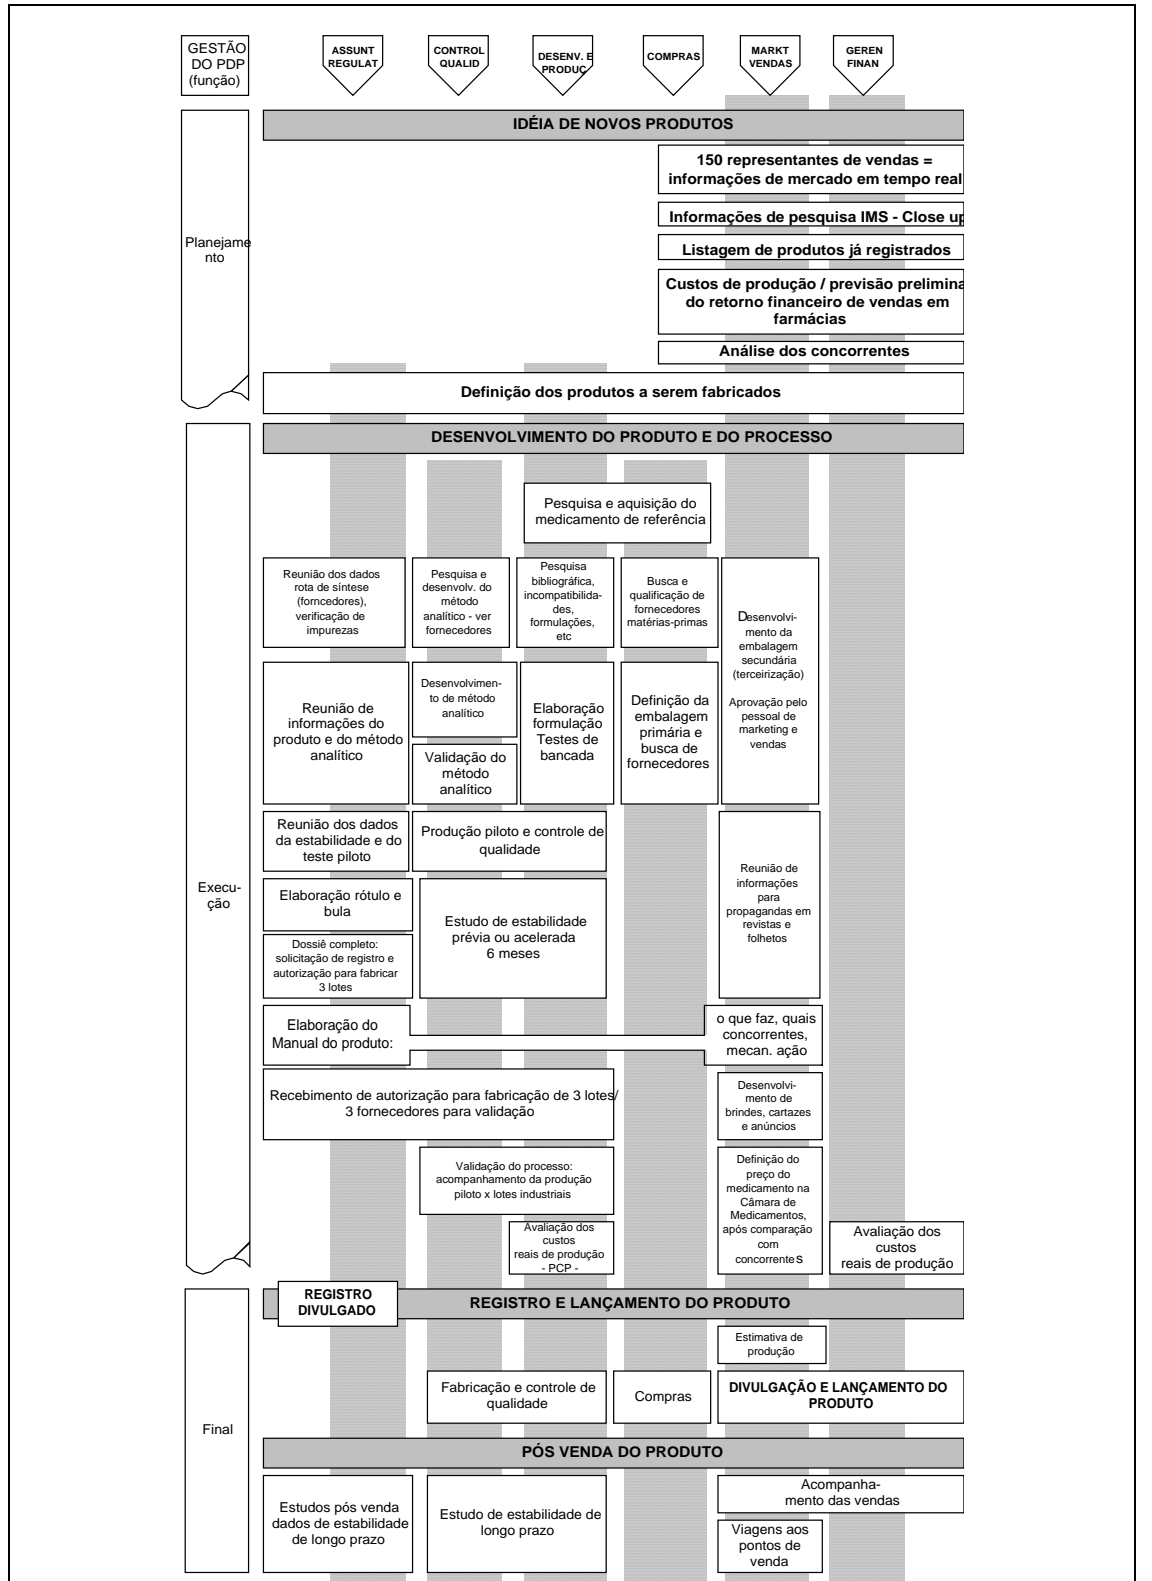 GESTÃO
DO PDP
(função)
ASSUNT
REGULAT
CONTROL
QUALID
DESENV. E
PRODUÇ
COMPRAS
MARKT
VENDAS
GEREN
FINAN
IDÉIA DE NOVOS PRODUTOS
150 representantes de vendas =
informações de mercado em tempo real
Informações de pesquisa IMS - Close up
Planejame
nto
Listagem de produtos já registrados
Custos de produção / previsão prelimina
do retorno financeiro de vendas em
farmácias
Análise dos concorrentes
Definição dos produtos a serem fabricados
DESENVOLVIMENTO DO PRODUTO E DO PROCESSO
Pesquisa e aquisição do
medicamento de referência
Reunião dos dados
rota de síntese
(forncedores),
verificação de
impurezas
Pesquisa e
desenvolv. do
método
analítico - ver
fornecedores
Pesquisa
bibliográfica,
incompatibilida-
des,
formulações,
etc
Busca e
qualificação de
fornecedores
matérias-primas
Desenvolvi-
mento da
embalagem
secundária
(terceirização)
Aprovação pelo
pessoal de
marketing e
vendas
Reunião de
informações do
produto e do método
analítico
Desenvolvimen-
to de método
analítico
Validação do
método
analítico
Elaboração
formulação
Testes de
bancada
Definição da
embalagem
primária e
busca de
fornecedores
Reunião dos dados
da estabilidade e do
teste piloto
Produção piloto e controle de
qualidade
Reunião de
informações
para
propagandas em
revistas e
folhetos
Execu-
ção
Elaboração rótulo e
bula
Estudo de estabilidade
prévia ou acelerada
6 meses
Dossiê completo:
solicitação de registro e
autorização para fabricar
3 lotes
Elaboração do
Manual do produto:
o que faz, quais
concorrentes,
mecan. ação
Recebimento de autorização para fabricação de 3 lotes/
3 fornecedores para validação
Desenvolvi-
mento de
brindes, cartazes
e anúncios
Validação do processo:
acompanhamento da produção
piloto x lotes industriais
Definição do
preço do
medicamento na
Câmara de
Medicamentos,
após comparação
com
concorrentes
Avaliação dos
custos
reais de produção
- PCP -
Avaliação dos
custos
reais de produção
REGISTRO
DIVULGADO
REGISTRO E LANÇAMENTO DO PRODUTO
Estimativa de
produção
Fabricação e controle de
qualidade
Compras
DIVULGAÇÃO E LANÇAMENTO DO
PRODUTO
Final
PÓS VENDA DO PRODUTO
Estudos pós venda
dados de estabilidade
de longo prazo
Estudo de estabilidade de
longo prazo
Acompanha-
mento das vendas
Viagens aos
pontos de
venda